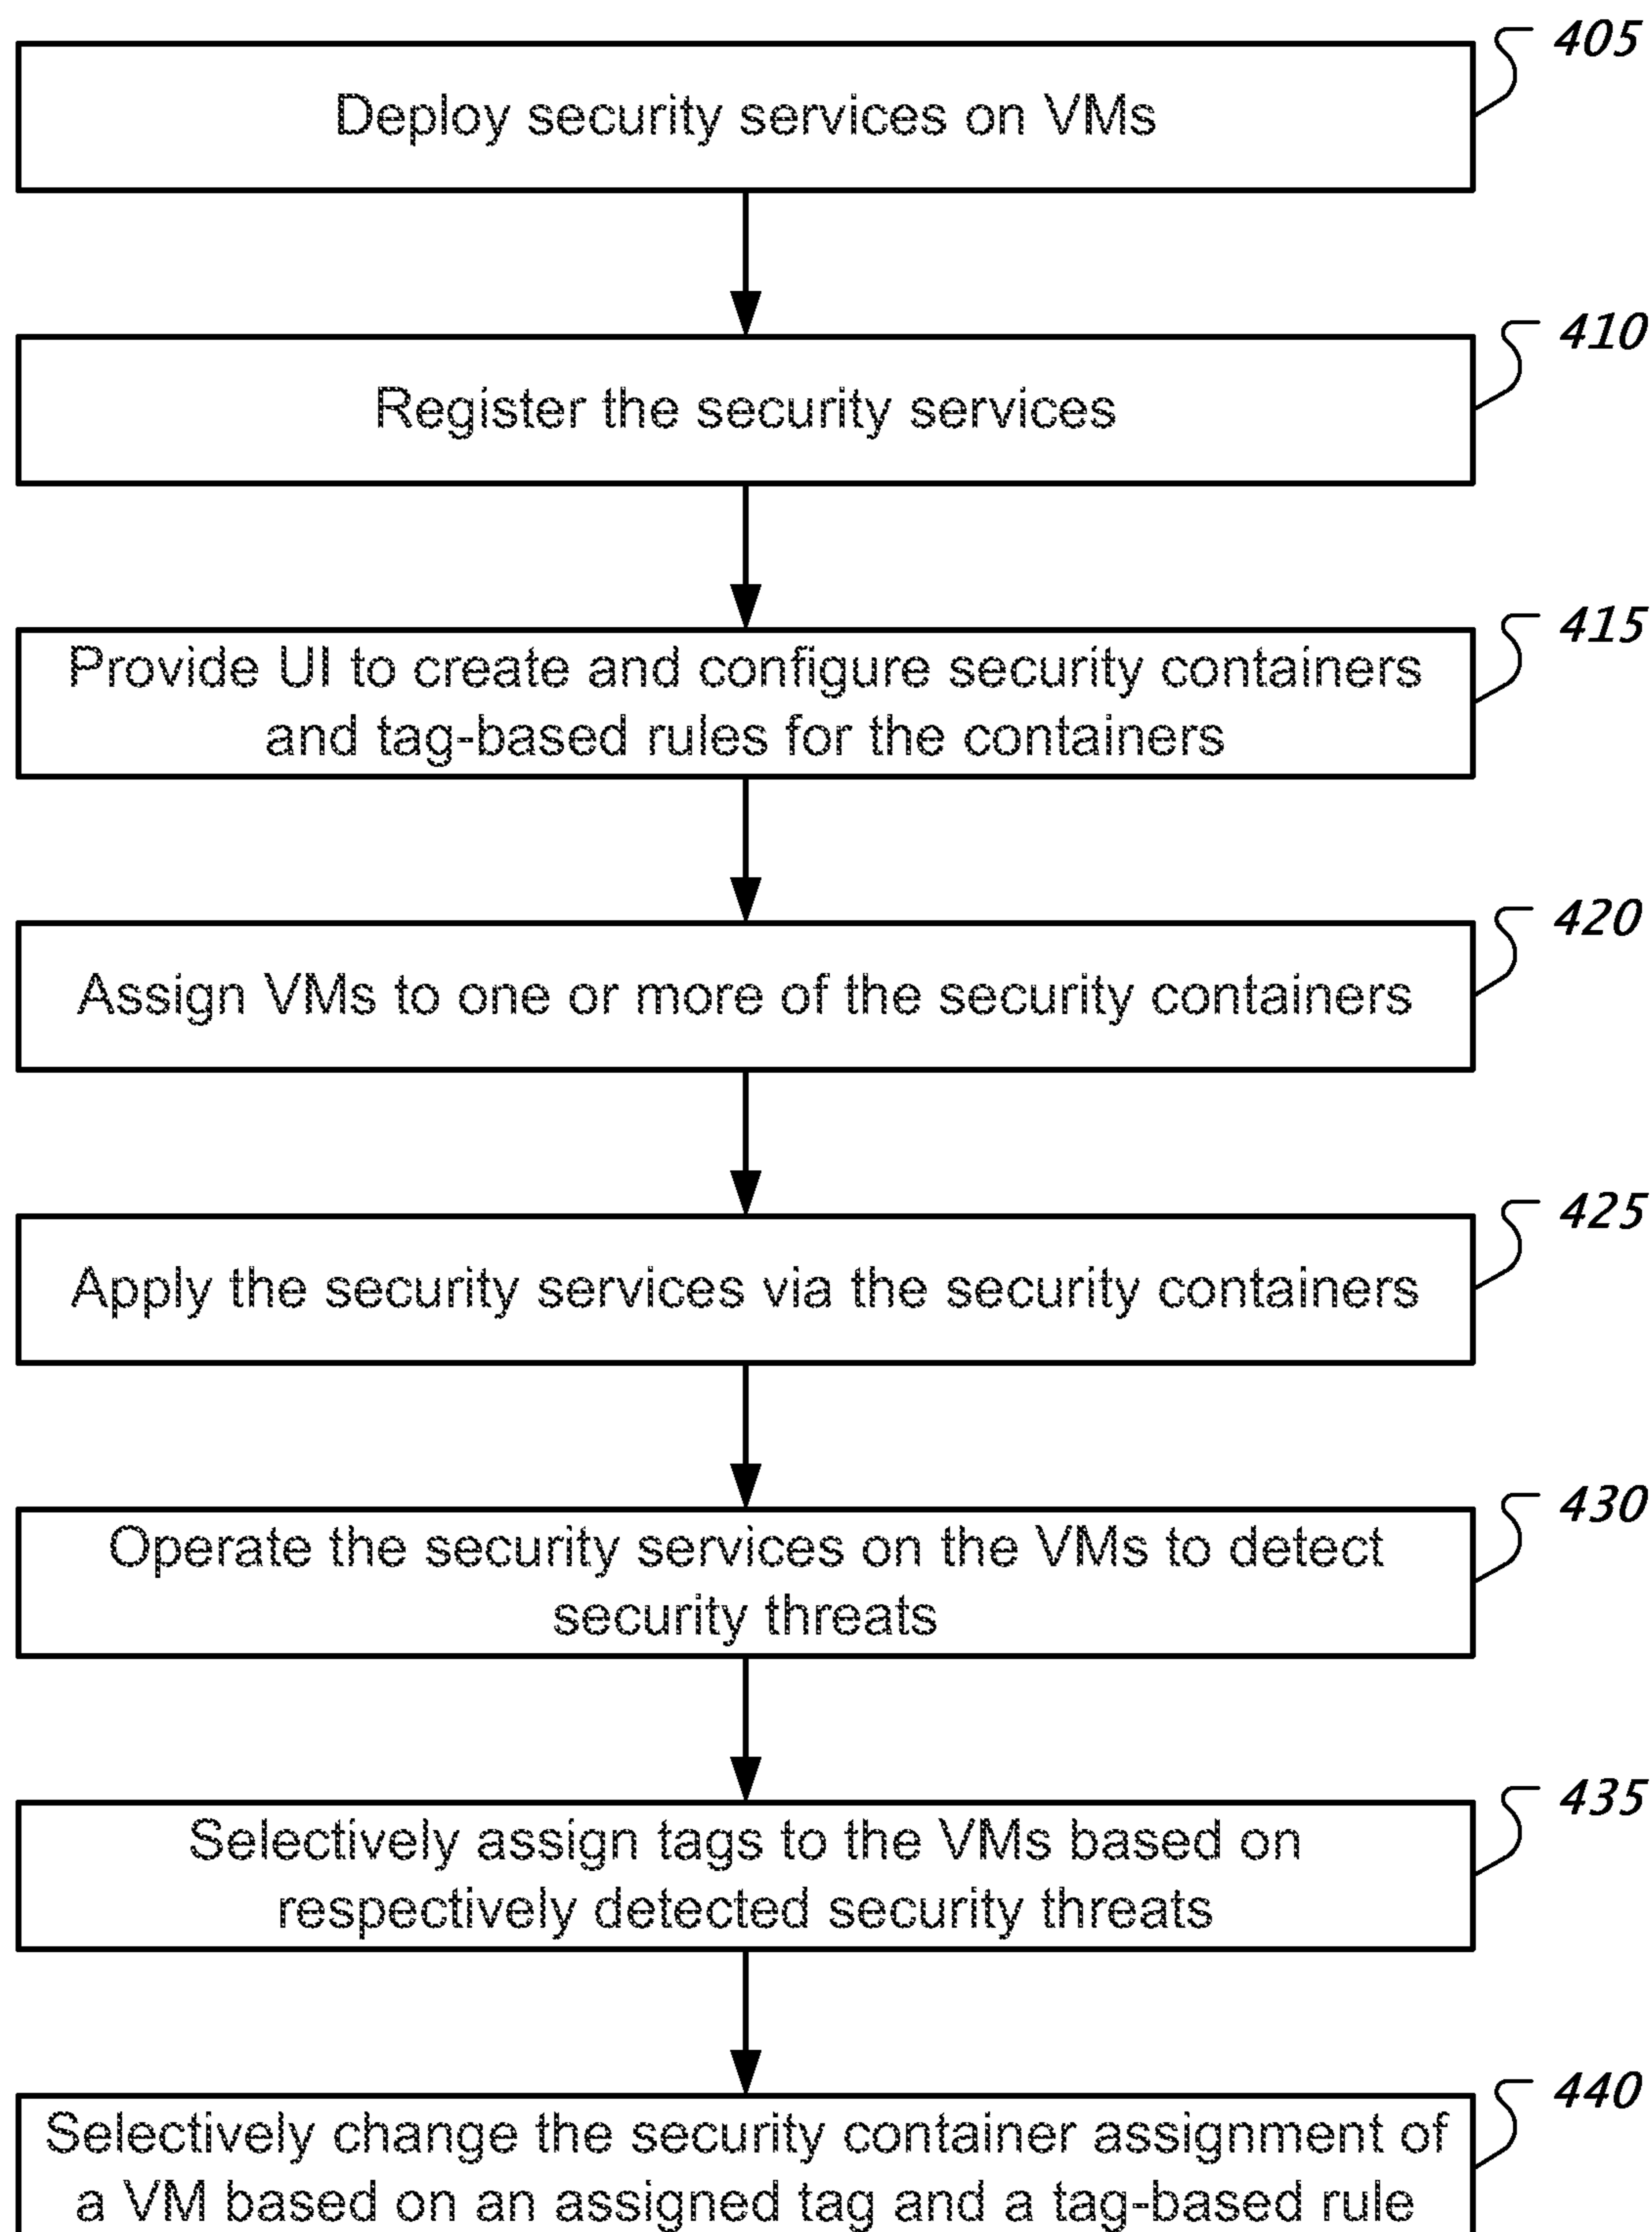 405
Deploy security services on VMs
410
Register the security services
415
Provide UI to create and configure security containers
and tag-based rules for the containers
420
Assign VMs to one or more of the security containers
425
Apply the security services via the security containers
430
Operate the security services on the VMs to detect
security threats
435
Selectively assign tags to the VMs based on
respectively detected security threats
440
Selectively change the security container assignment of
a VM based on an assigned tag and a tag-based rule